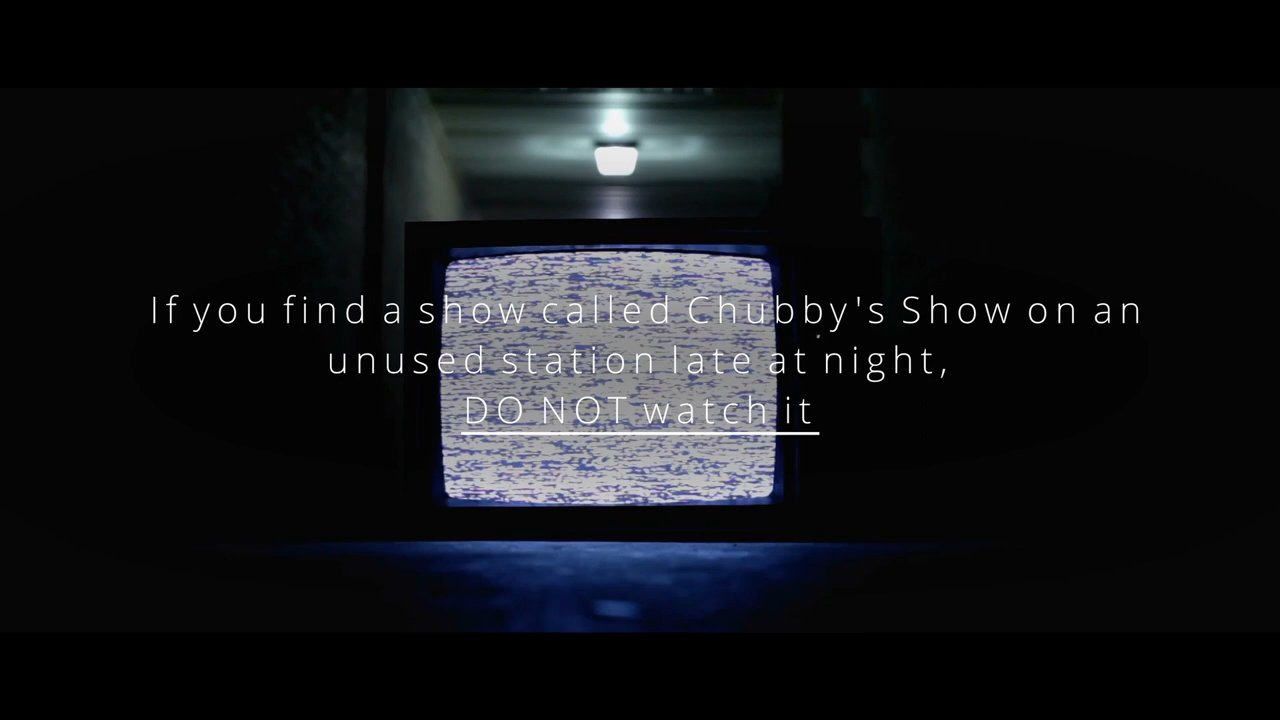 If you find a show called Chubby's Show on an
unused station late at night,
DO NOT watch it